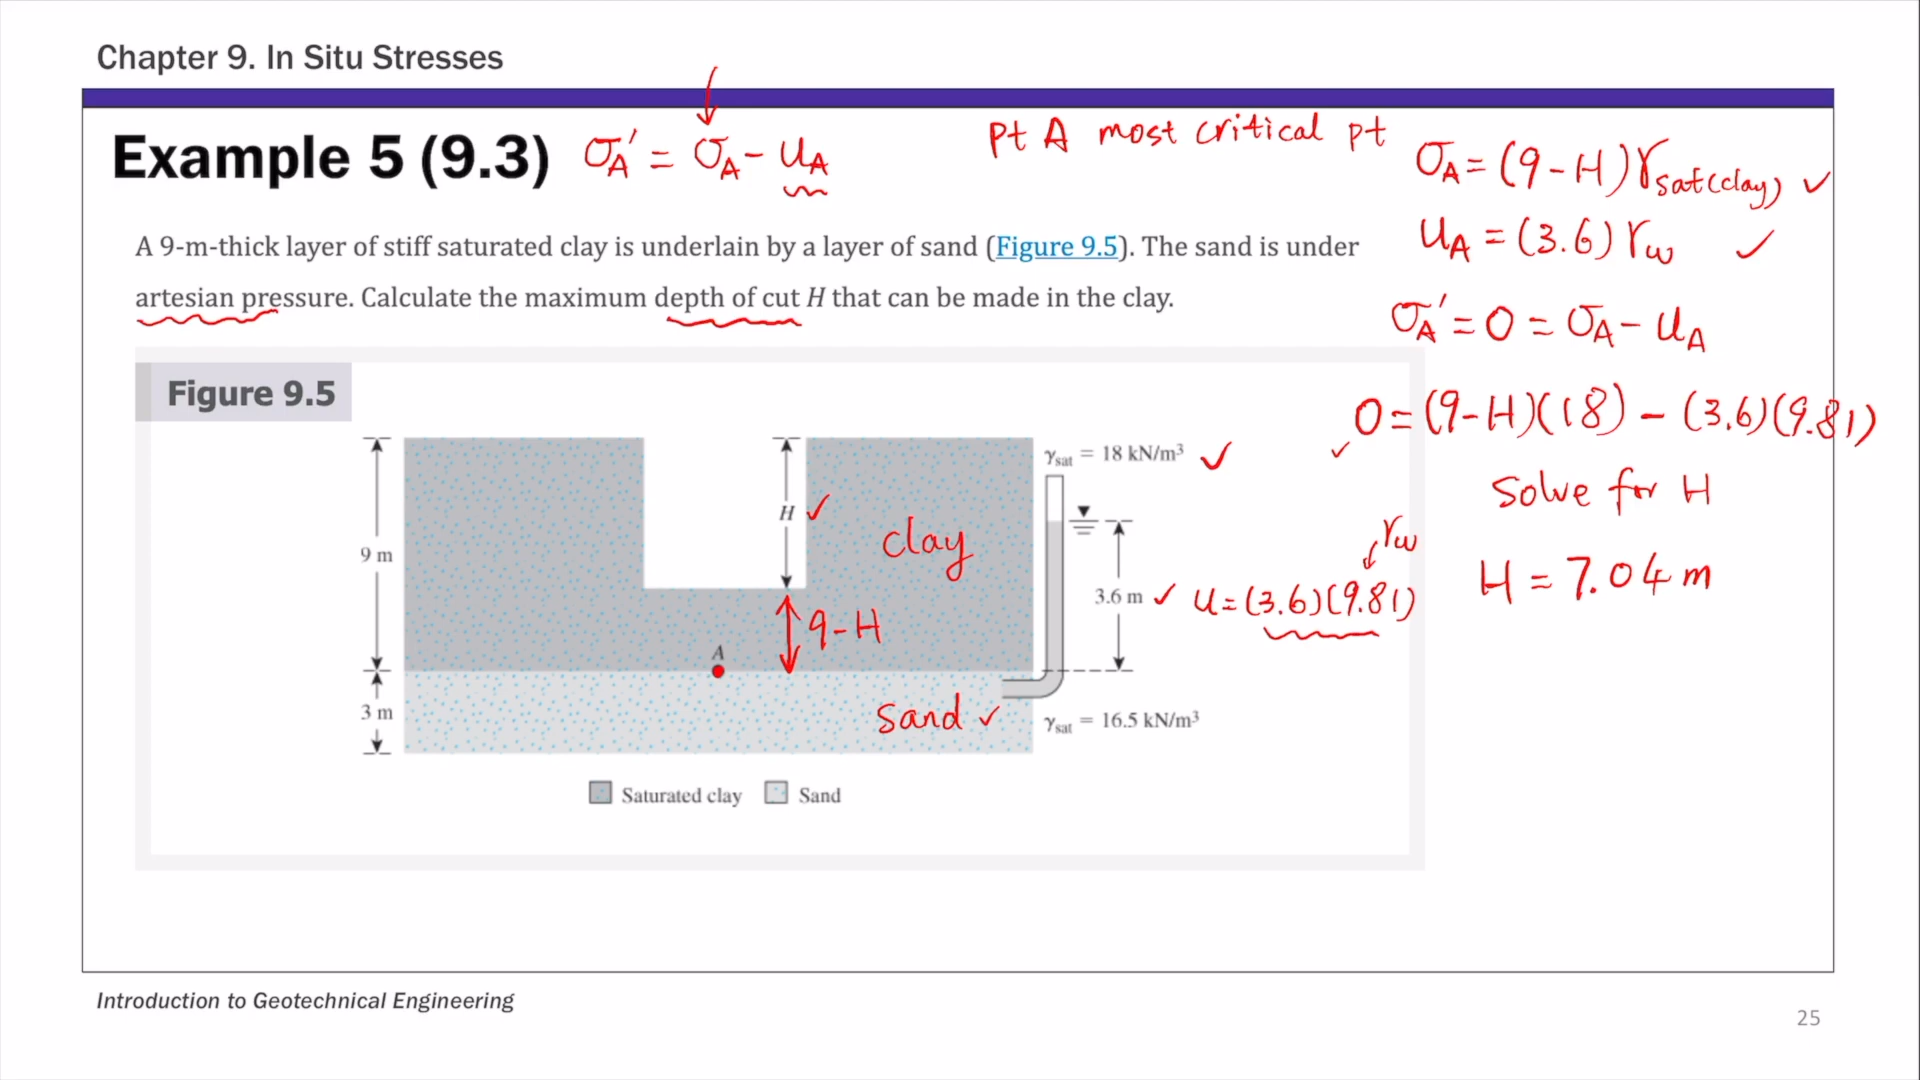 Chapter 9. In Situ Stresses
Example 5 (9.3)
σA' = σA - uA
pt A most critical pt
σA = (9-H)γsat(clay) ✓
uA = (3.6)γw ✓
A 9-m-thick layer of stiff saturated clay is underlain by a layer of sand (Figure 9.5). The sand is under
artesian pressure. Calculate the maximum depth of cut H that can be made in the clay.
σA' = 0 = σA - uA
0 = (9-H)(18) - (3.6)(9.81)
✓
Solve for H
H = 7.04 m
Figure 9.5
γsat = 18 kN/m³ ✓
H ✓
clay
9 m
γw
3.6 m ✓ u = (3.6)(9.81)
9-H
A
3 m
sand ✓
γsat = 16.5 kN/m³
Saturated clay
Sand
Introduction to Geotechnical Engineering
25